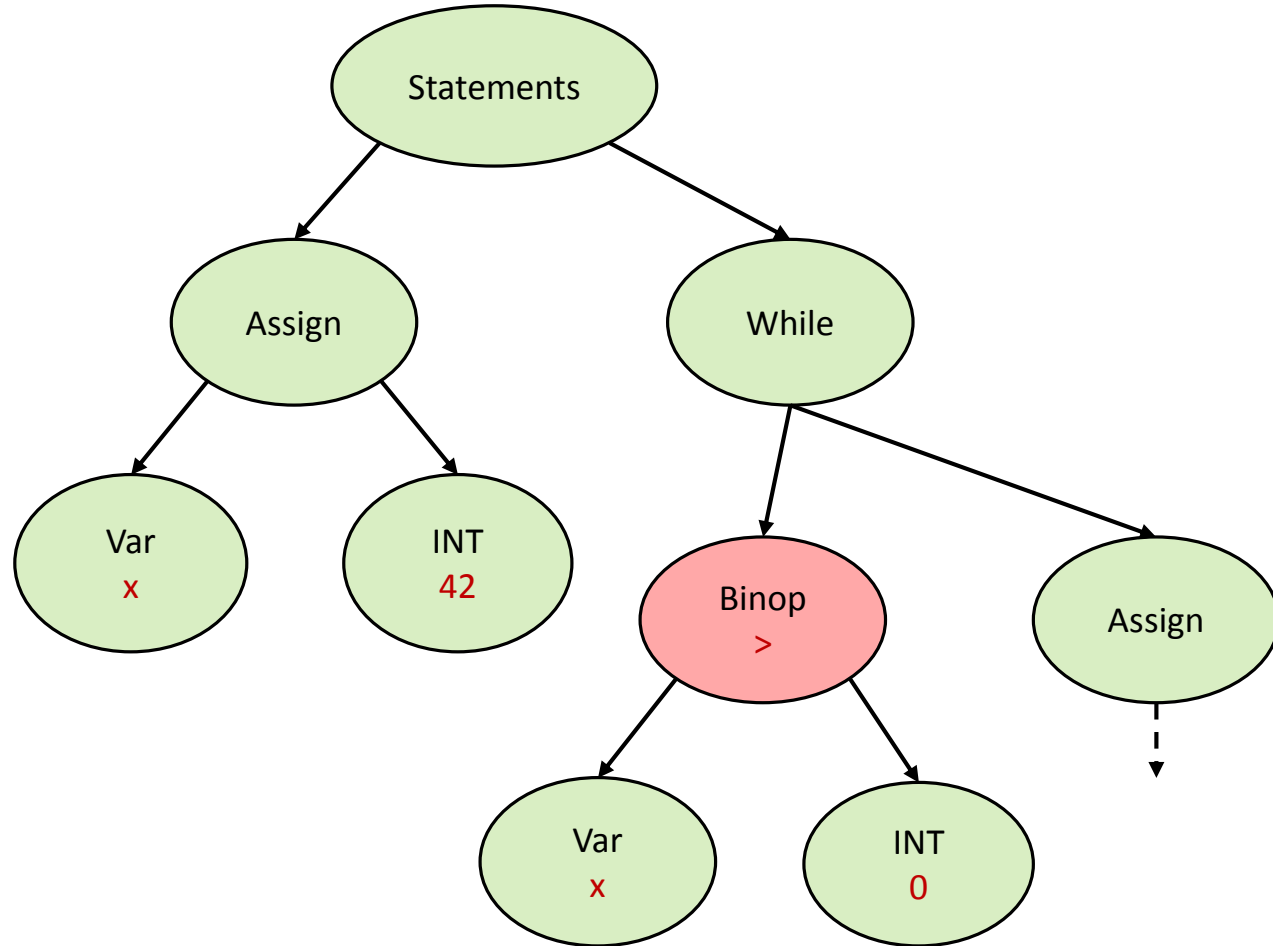 Statements
Assign
While
Var
x
INT
42
Binop
>
Assign
Var
x
INT
0